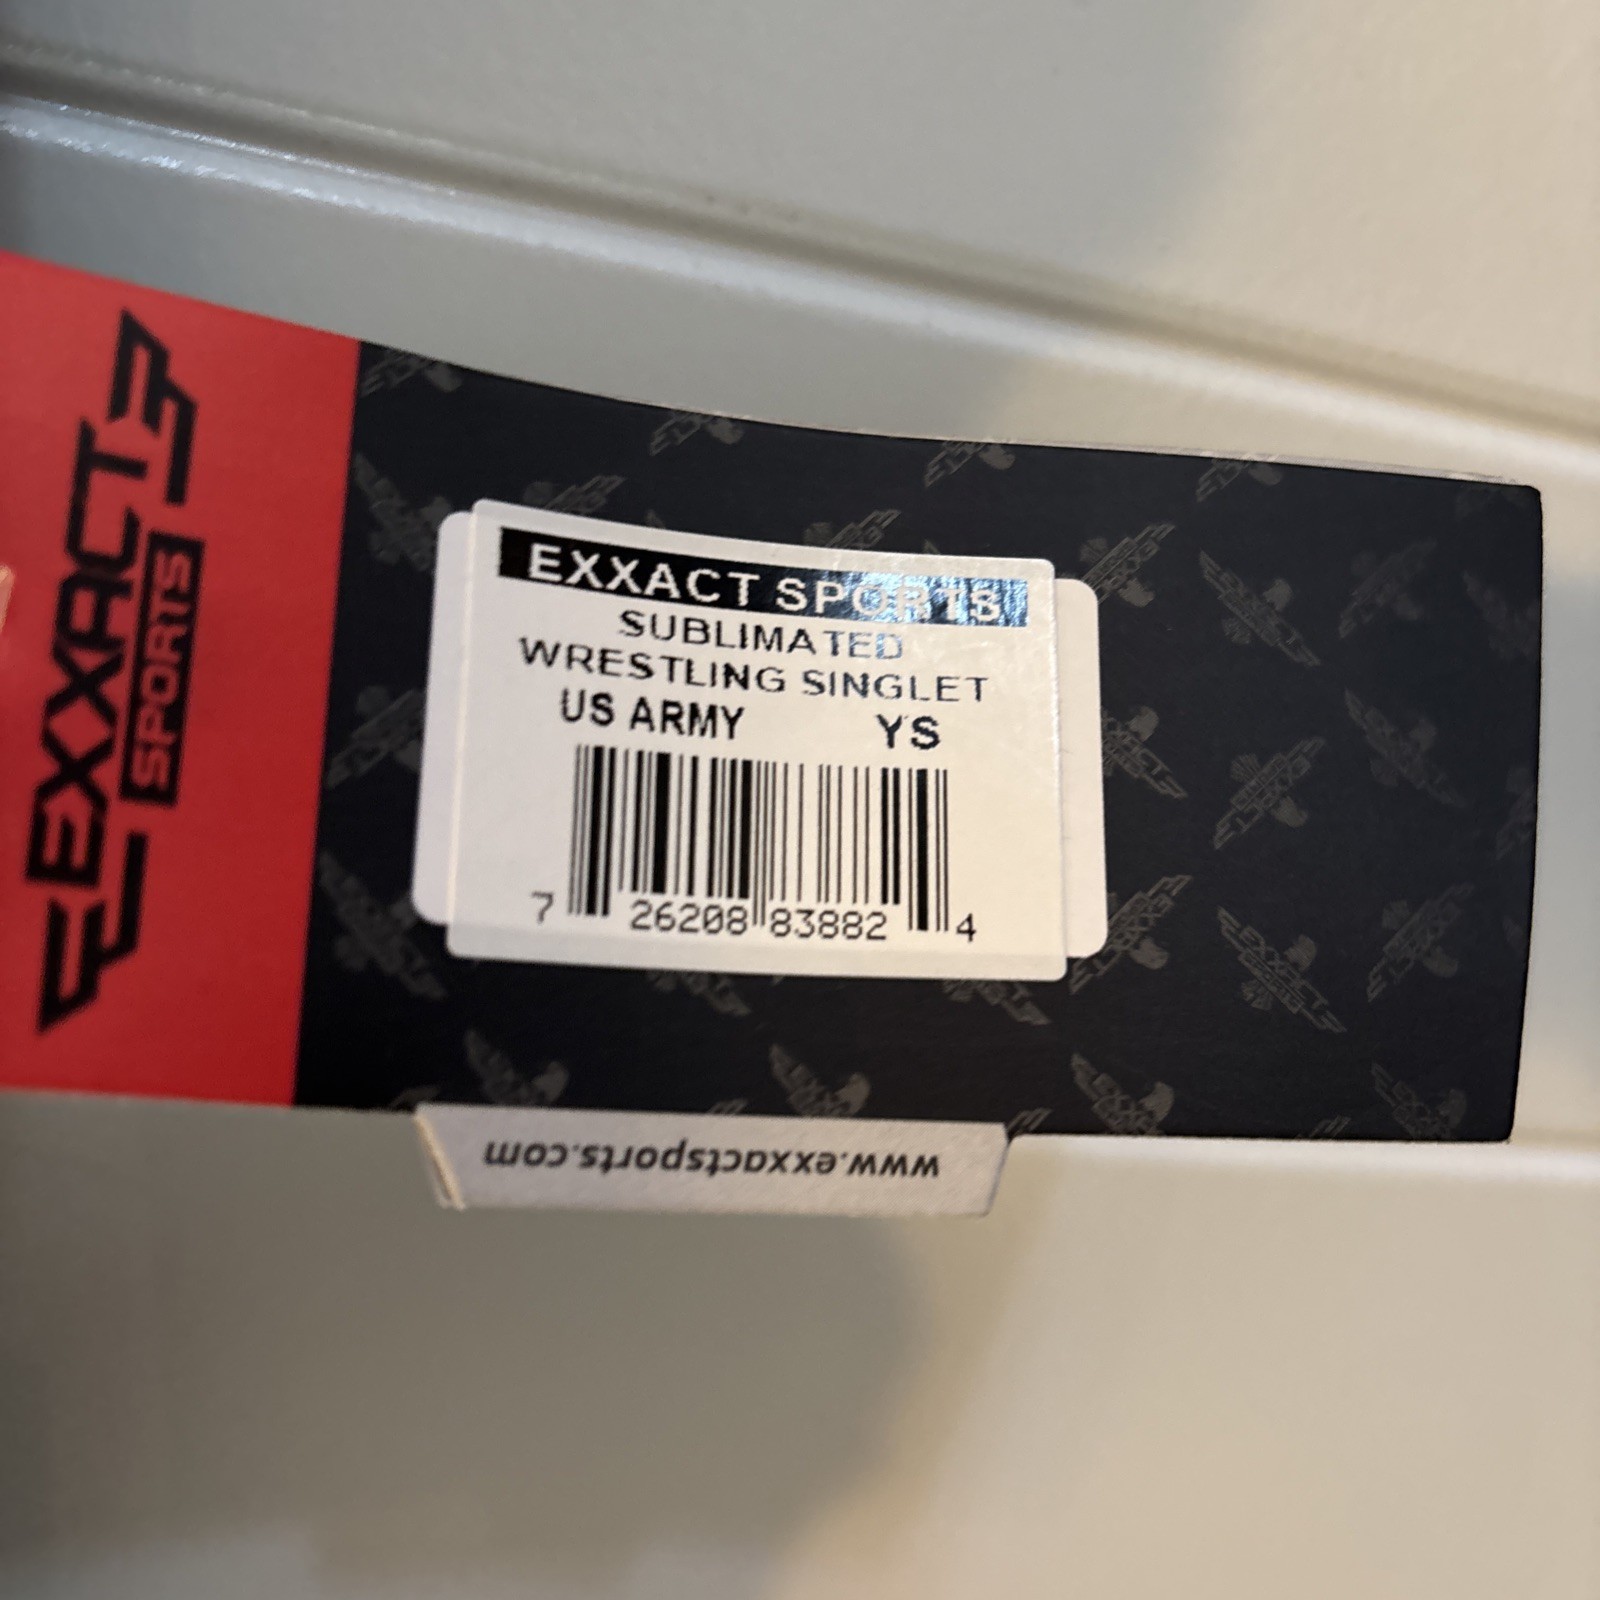 EXXACT
SPORTS
EXXACT SPORTS
SUBLIMATED
WRESTLING SINGLET
US ARMY YS
7 26208 83882 4
www.exxactsports.com